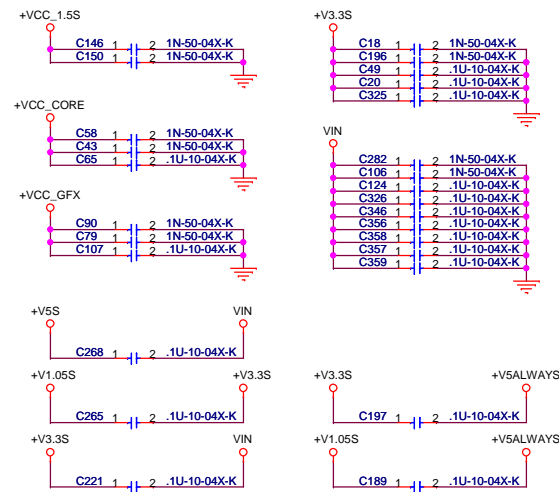 +VCC_1.5S
C146 1 2 1N-50-04X-K
C150 1 2 1N-50-04X-K
+VCC_CORE
C58 1 2 1N-50-04X-K
C43 1 2 1N-50-04X-K
C65 1 2 .1U-10-04X-K
+VCC_GFX
C90 1 2 1N-50-04X-K
C79 1 2 1N-50-04X-K
C107 1 2 .1U-10-04X-K
+V3.3S
C18 1 2 1N-50-04X-K
C196 1 2 1N-50-04X-K
C49 1 2 .1U-10-04X-K
C20 1 2 .1U-10-04X-K
C325 1 2 .1U-10-04X-K
VIN
C282 1 2 1N-50-04X-K
C106 1 2 1N-50-04X-K
C124 1 2 .1U-10-04X-K
C326 1 2 .1U-10-04X-K
C346 1 2 .1U-10-04X-K
C356 1 2 .1U-10-04X-K
C358 1 2 .1U-10-04X-K
C357 1 2 .1U-10-04X-K
C359 1 2 .1U-10-04X-K
+V5S VIN
C268 1 2 .1U-10-04X-K
+V1.05S +V3.3S
C265 1 2 .1U-10-04X-K
+V3.3S VIN
C221 1 2 .1U-10-04X-K
+V3.3S +V5ALWAYS
C197 1 2 .1U-10-04X-K
+V1.05S +V5ALWAYS
C189 1 2 .1U-10-04X-K